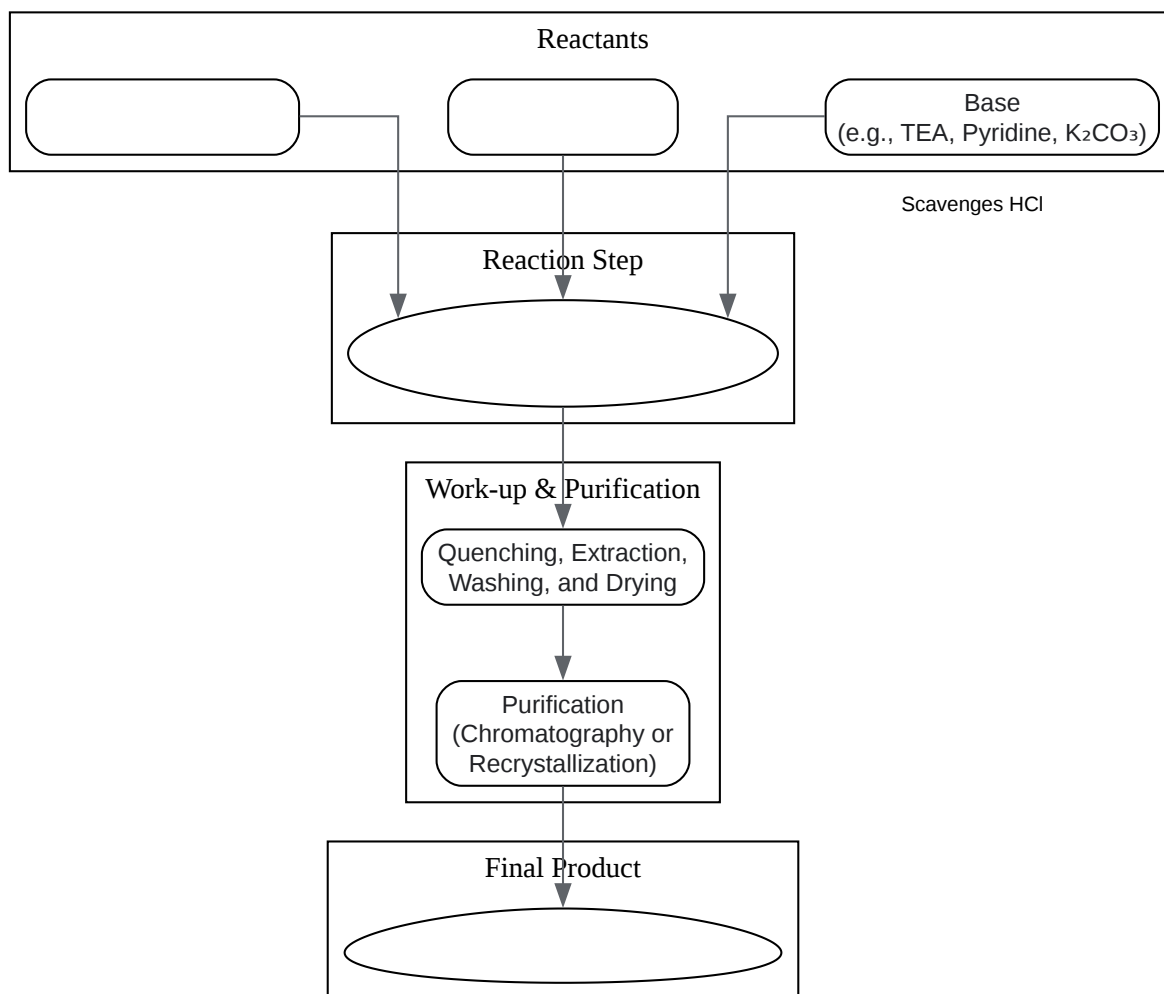 Reactants
Base
(e.g., TEA, Pyridine, K₂CO₃)
Scavenges HCl
Reaction Step
Work-up & Purification
Quenching, Extraction,
Washing, and Drying
Purification
(Chromatography or
Recrystallization)
Final Product